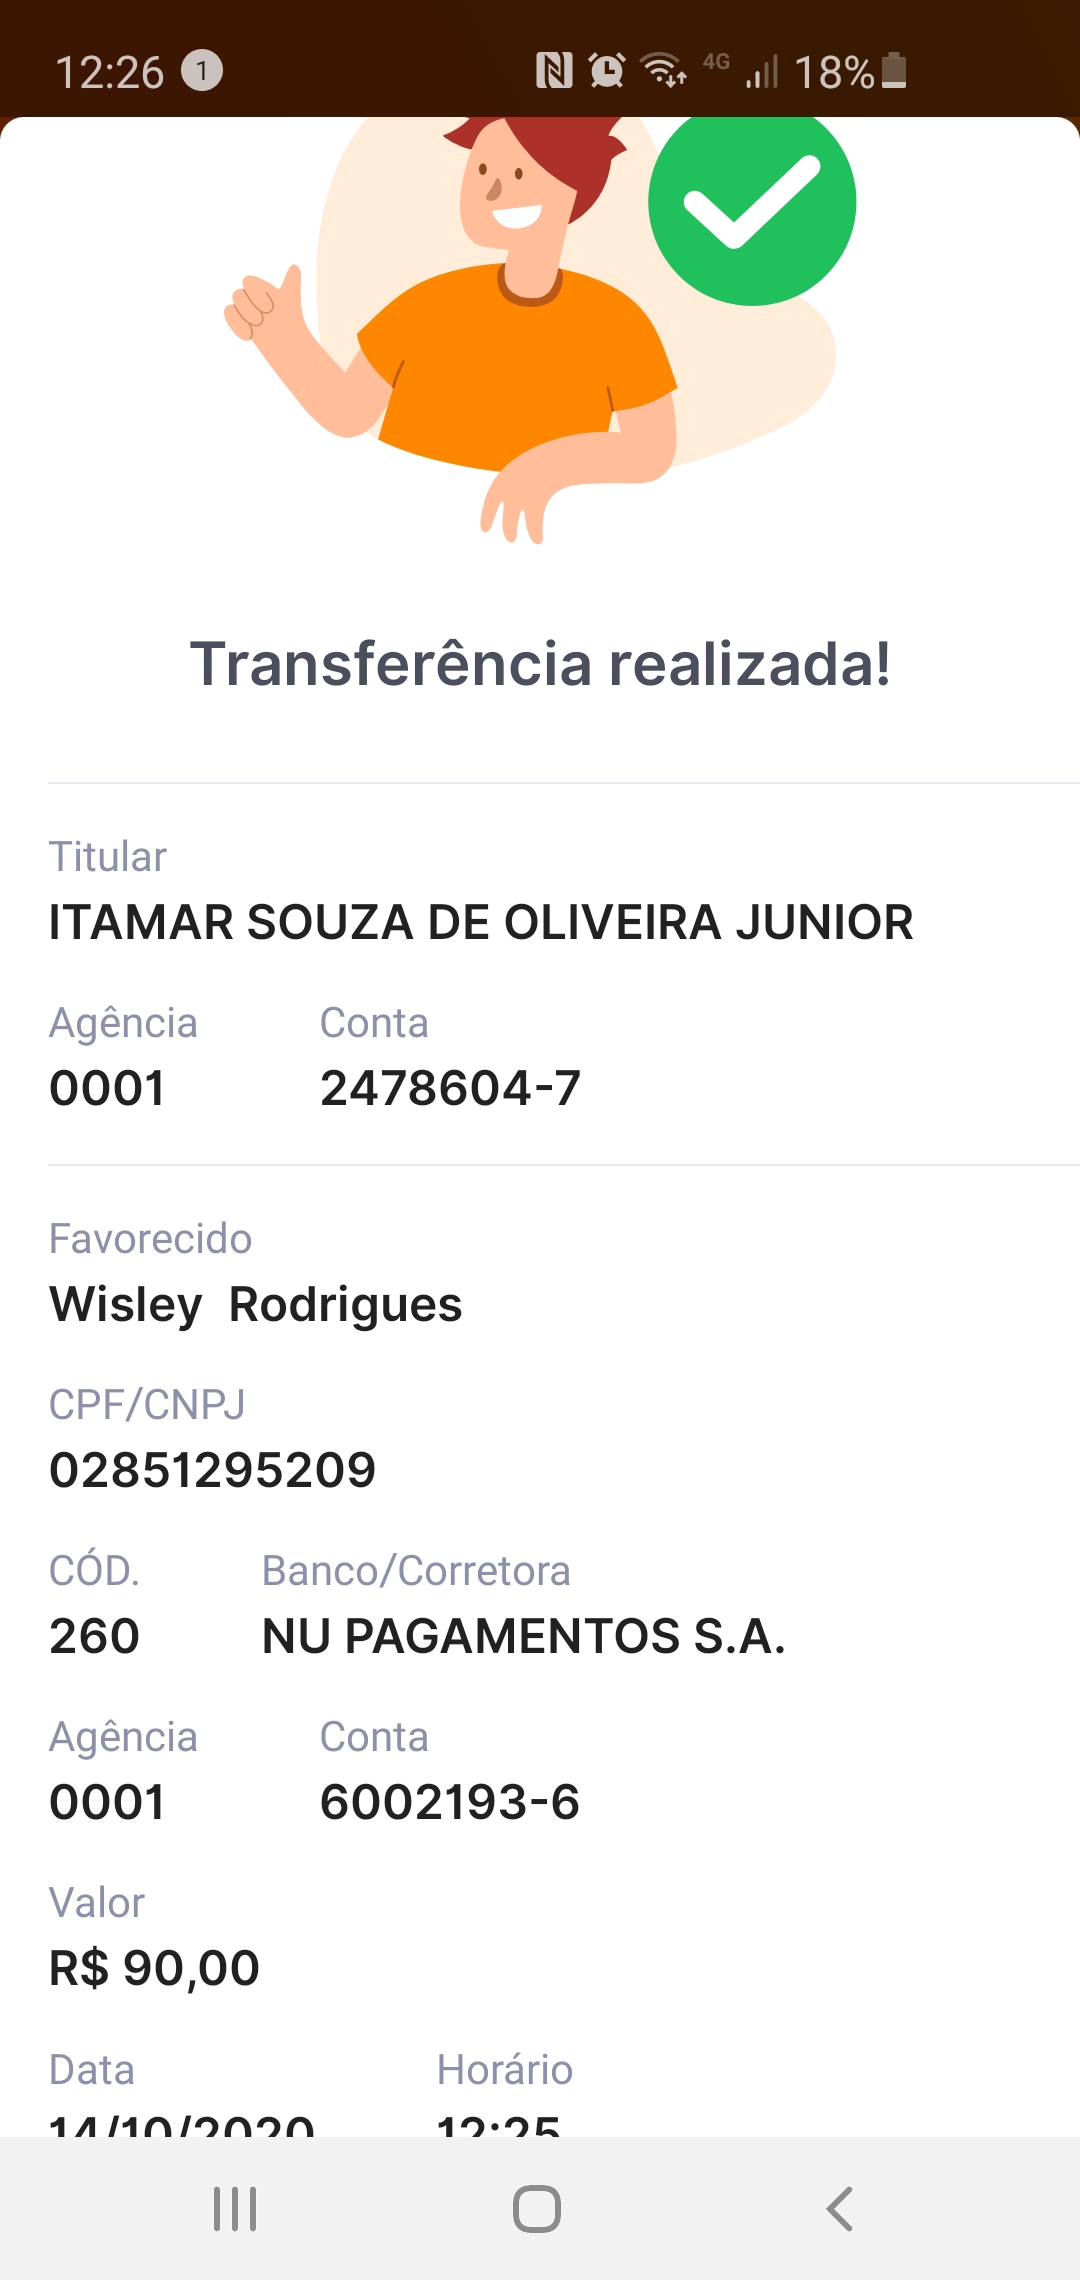 12:26 1 4G 18%
Transferência realizada!
Titular
ITAMAR SOUZA DE OLIVEIRA JUNIOR
Agência Conta
0001 2478604-7
Favorecido
Wisley  Rodrigues
CPF/CNPJ
02851295209
CÓD. Banco/Corretora
260 NU PAGAMENTOS S.A.
Agência Conta
0001 6002193-6
Valor
R$ 90,00
Data Horário
14/10/2020 12:25